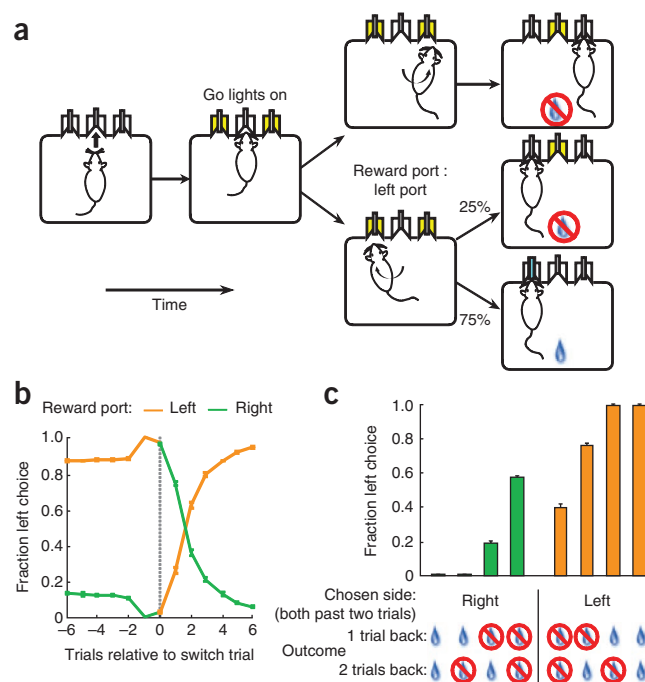 a
Go lights on
Reward port :
left port
25%
75%
Time
b
Reward port: Left Right
Fraction left choice
1.0
0.8
0.6
0.4
0.2
0
–6 –4 –2 0 2 4 6
Trials relative to switch trial
c
Fraction left choice
1.0
0.8
0.6
0.4
0.2
0
Chosen side:
(both past two trials)
Right Left
Outcome
1 trial back:
2 trials back: